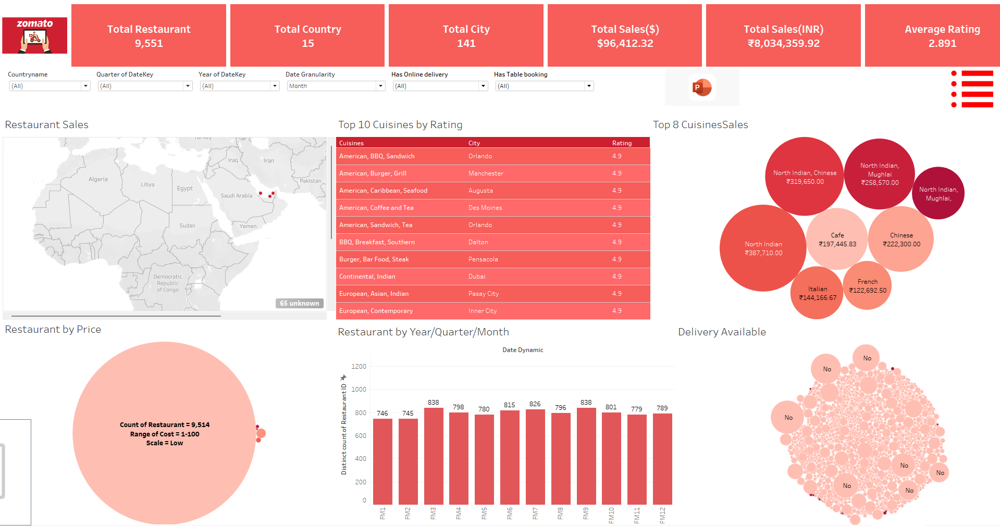 zomato
Total Restaurant
9,551
Total Country
15
Total City
141
Total Sales($)
$96,412.32
Total Sales(INR)
₹8,034,359.92
Average Rating
2.891
Countryname
(All)
Quarter of DateKey
(All)
Year of DateKey
(All)
Date Granularity
Month
Has Online delivery
(All)
Has Table booking
(All)
P
Restaurant Sales
Turkey
Iraq
Iran
Algeria
Libya
Egypt
Pakistan
Saudi Arabia
Sudan
Yemen
Democratic
Republic
of Congo
65 unknown
Top 10 Cuisines by Rating
Cuisines City Rating
American, BBQ, Sandwich Orlando 4.9
American, Burger, Grill Manchester 4.9
American, Caribbean, Seafood Augusta 4.9
American, Coffee and Tea Des Moines 4.9
American, Sandwich, Tea Orlando 4.9
BBQ, Breakfast, Southern Dalton 4.9
Burger, Bar Food, Steak Pensacola 4.9
Continental, Indian Dubai 4.9
European, Asian, Indian Pasay City 4.9
European, Contemporary Inner City 4.9
Top 8 CuisinesSales
North Indian, Chinese
₹319,650.00
North Indian,
Mughlai
₹258,570.00
North Indian,
Mughlai,
North Indian
₹387,710.00
Cafe
₹197,445.83
Chinese
₹222,300.00
Italian
₹144,166.67
French
₹122,692.50
Restaurant by Price
Count of Restaurant = 9,514
Range of Cost = 1-100
Scale = Low
Restaurant by Year/Quarter/Month
Date Dynamic
Distinct count of Restaurant ID
1200
1000
800
600
400
200
0
746 745 838 798 780 815 826 796 838 801 779 789
FM1 FM2 FM3 FM4 FM5 FM6 FM7 FM8 FM9 FM10 FM11 FM12
Delivery Available
No
No
No
No
No
No
No